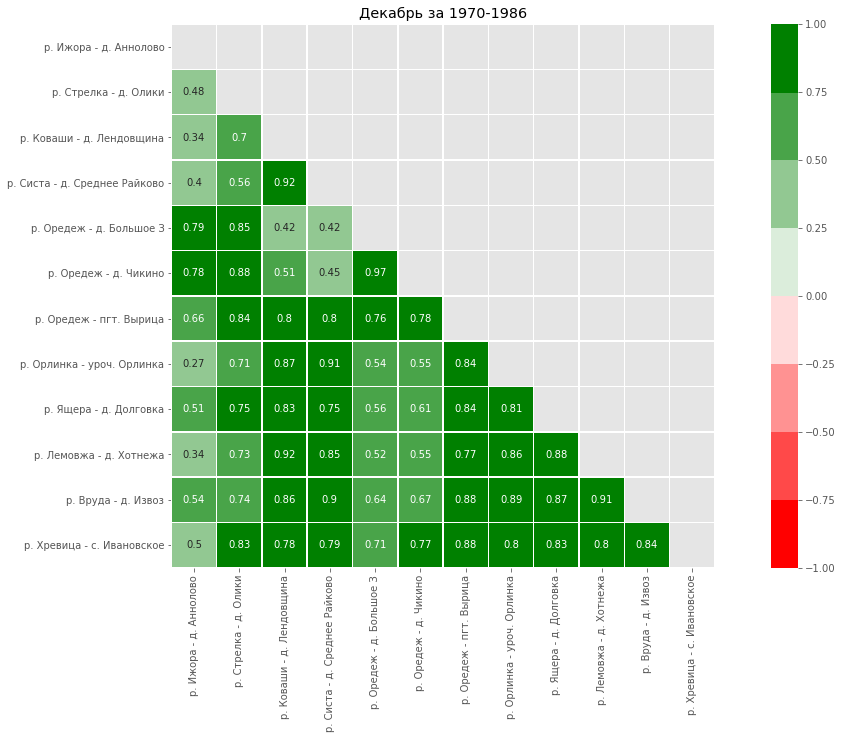 Декабрь за 1970-1986
р. Ижора - д. Аннолово
р. Стрелка - д. Олики
0.48
р. Коваши - д. Лендовщина
0.34 0.7
р. Систа - д. Среднее Райково
0.4 0.56 0.92
р. Оредеж - д. Большое З
0.79 0.85 0.42 0.42
р. Оредеж - д. Чикино
0.78 0.88 0.51 0.45 0.97
р. Оредеж - пгт. Вырица
0.66 0.84 0.8 0.8 0.76 0.78
р. Орлинка - уроч. Орлинка
0.27 0.71 0.87 0.91 0.54 0.55 0.84
р. Ящера - д. Долговка
0.51 0.75 0.83 0.75 0.56 0.61 0.84 0.81
р. Лемовжа - д. Хотнежа
0.34 0.73 0.92 0.85 0.52 0.55 0.77 0.86 0.88
р. Вруда - д. Извоз
0.54 0.74 0.86 0.9 0.64 0.67 0.88 0.89 0.87 0.91
р. Хревица - с. Ивановское
0.5 0.83 0.78 0.79 0.71 0.77 0.88 0.8 0.83 0.8 0.84
р. Ижора - д. Аннолово
р. Стрелка - д. Олики
р. Коваши - д. Лендовщина
р. Систа - д. Среднее Райково
р. Оредеж - д. Большое З
р. Оредеж - д. Чикино
р. Оредеж - пгт. Вырица
р. Орлинка - уроч. Орлинка
р. Ящера - д. Долговка
р. Лемовжа - д. Хотнежа
р. Вруда - д. Извоз
р. Хревица - с. Ивановское
1.00
0.75
0.50
0.25
0.00
−0.25
−0.50
−0.75
−1.00